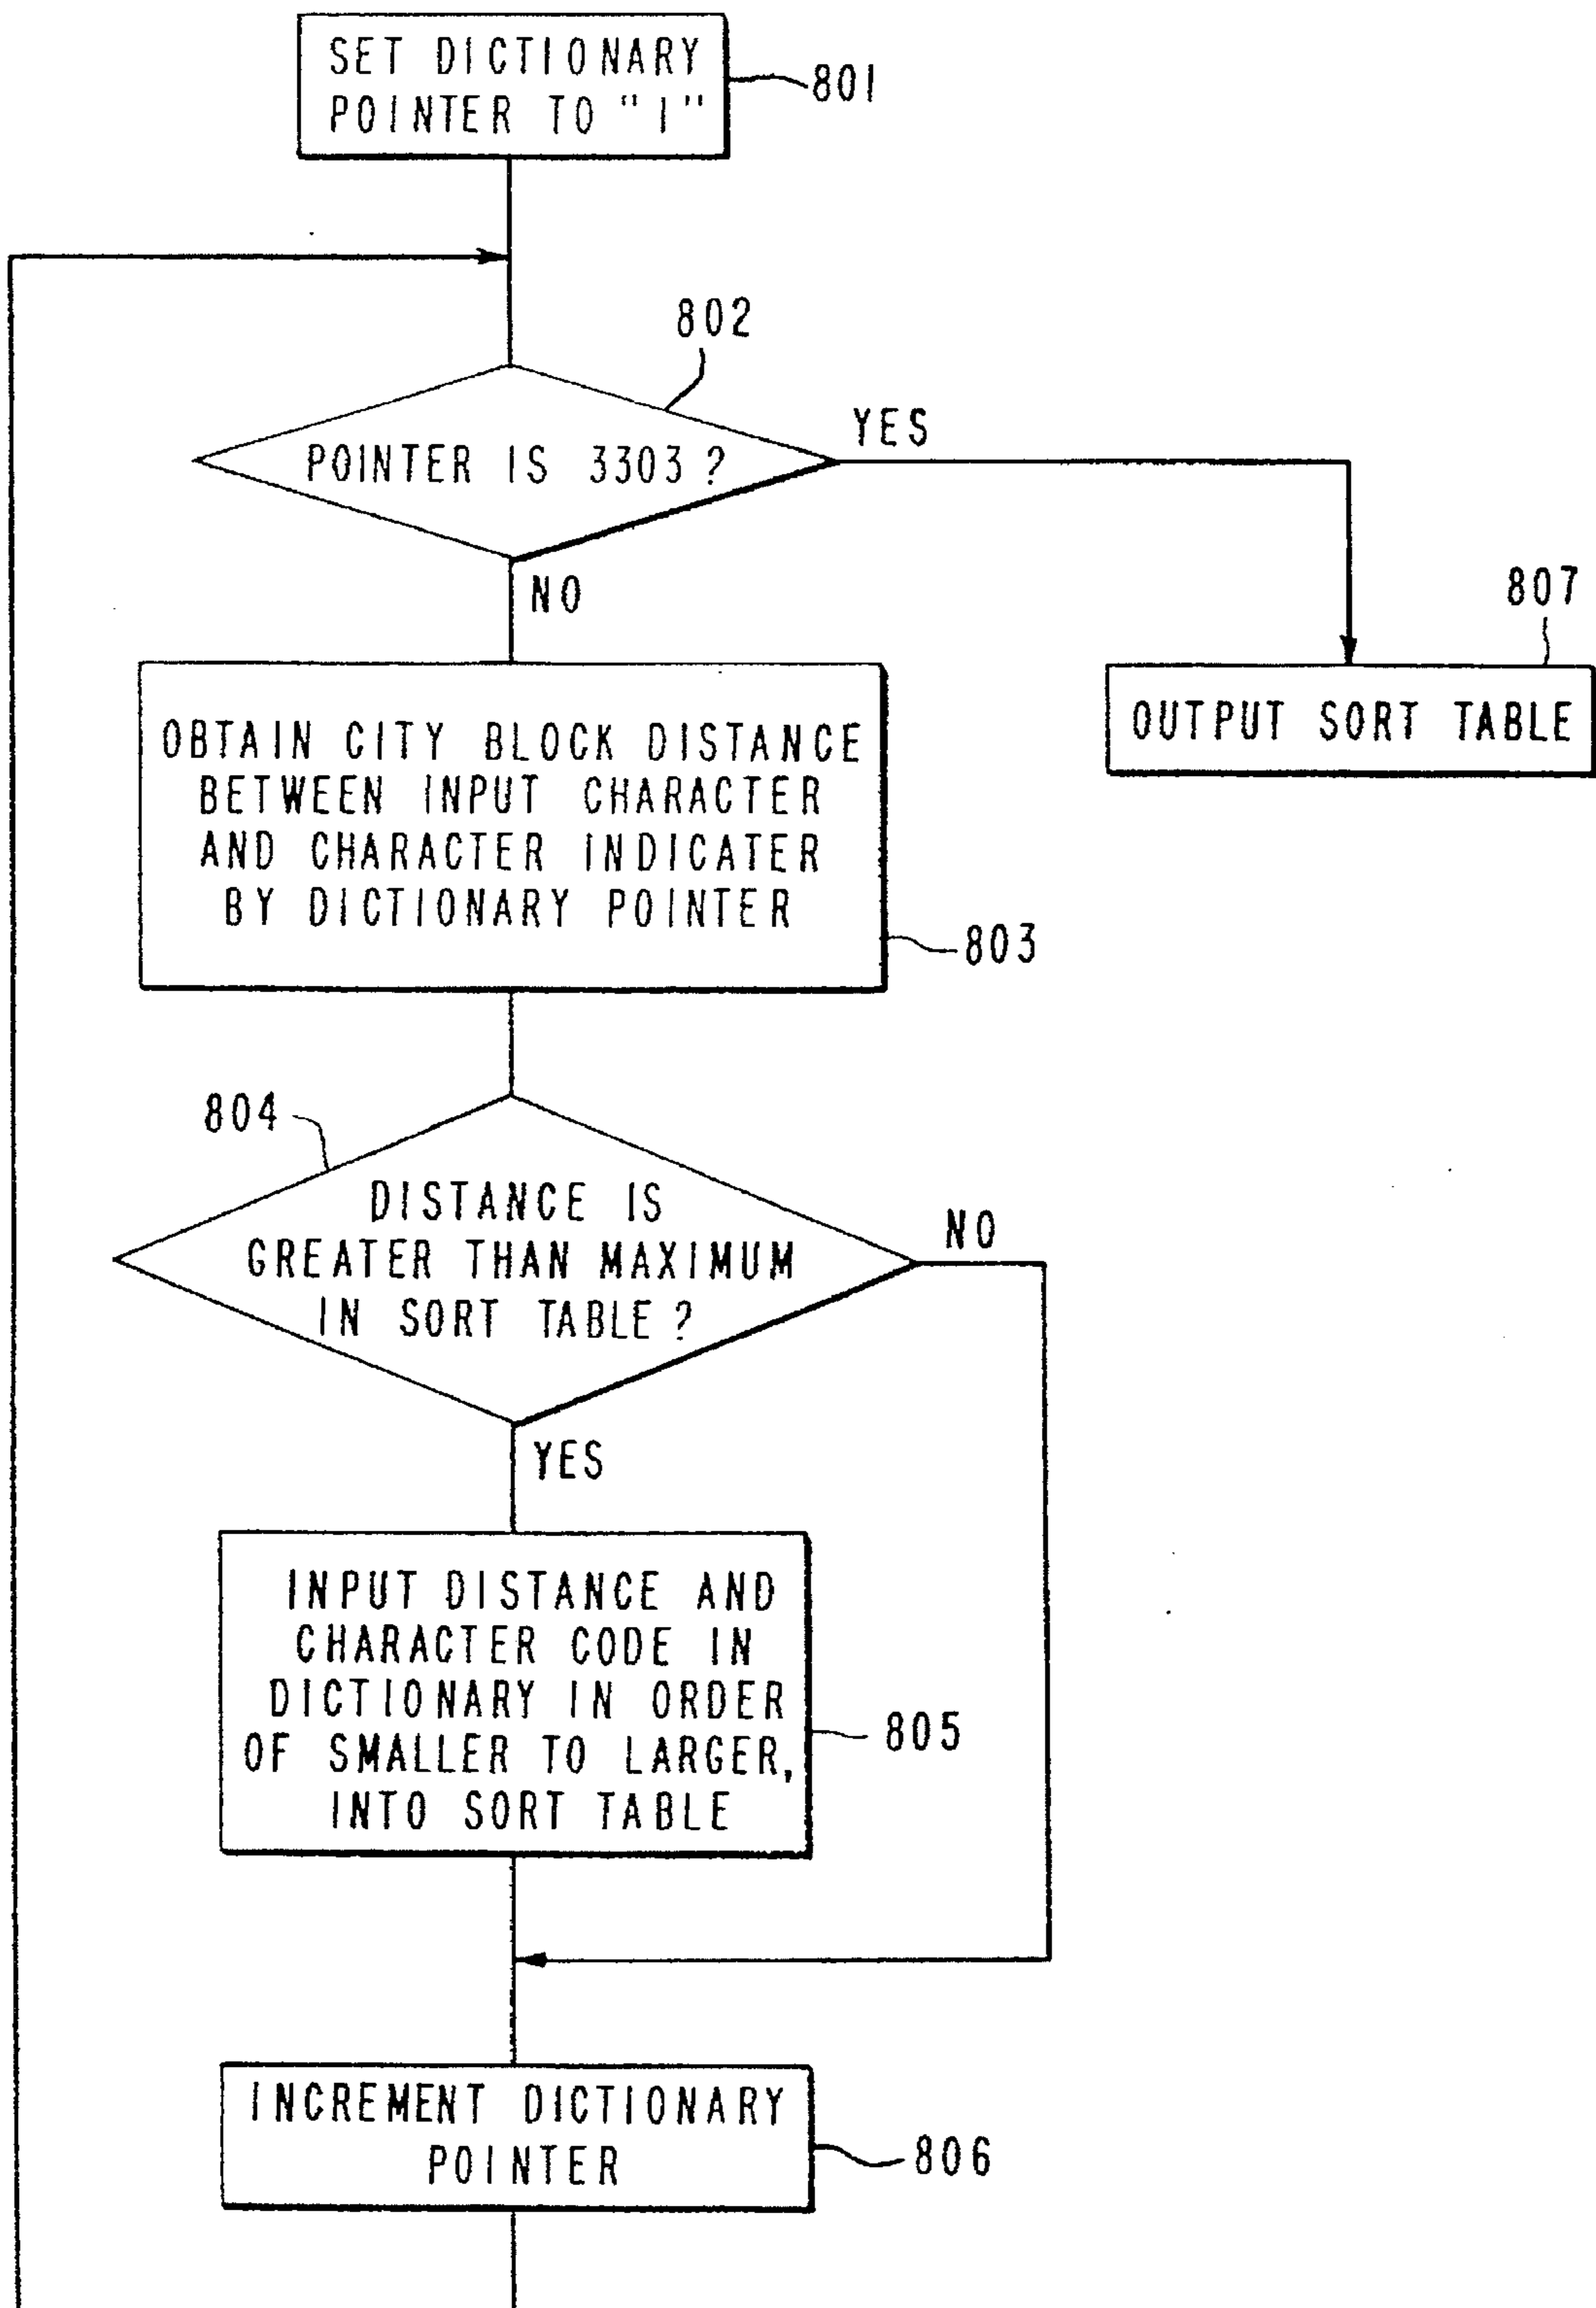 SET DICTIONARY
POINTER TO "1"
801
802
POINTER IS 3303?
YES
NO
807
OUTPUT SORT TABLE
OBTAIN CITY BLOCK DISTANCE
BETWEEN INPUT CHARACTER
AND CHARACTER INDICATER
BY DICTIONARY POINTER
803
804
DISTANCE IS
GREATER THAN MAXIMUM
IN SORT TABLE?
NO
YES
INPUT DISTANCE AND
CHARACTER CODE IN
DICTIONARY IN ORDER
OF SMALLER TO LARGER,
INTO SORT TABLE
805
INCREMENT DICTIONARY
POINTER
806